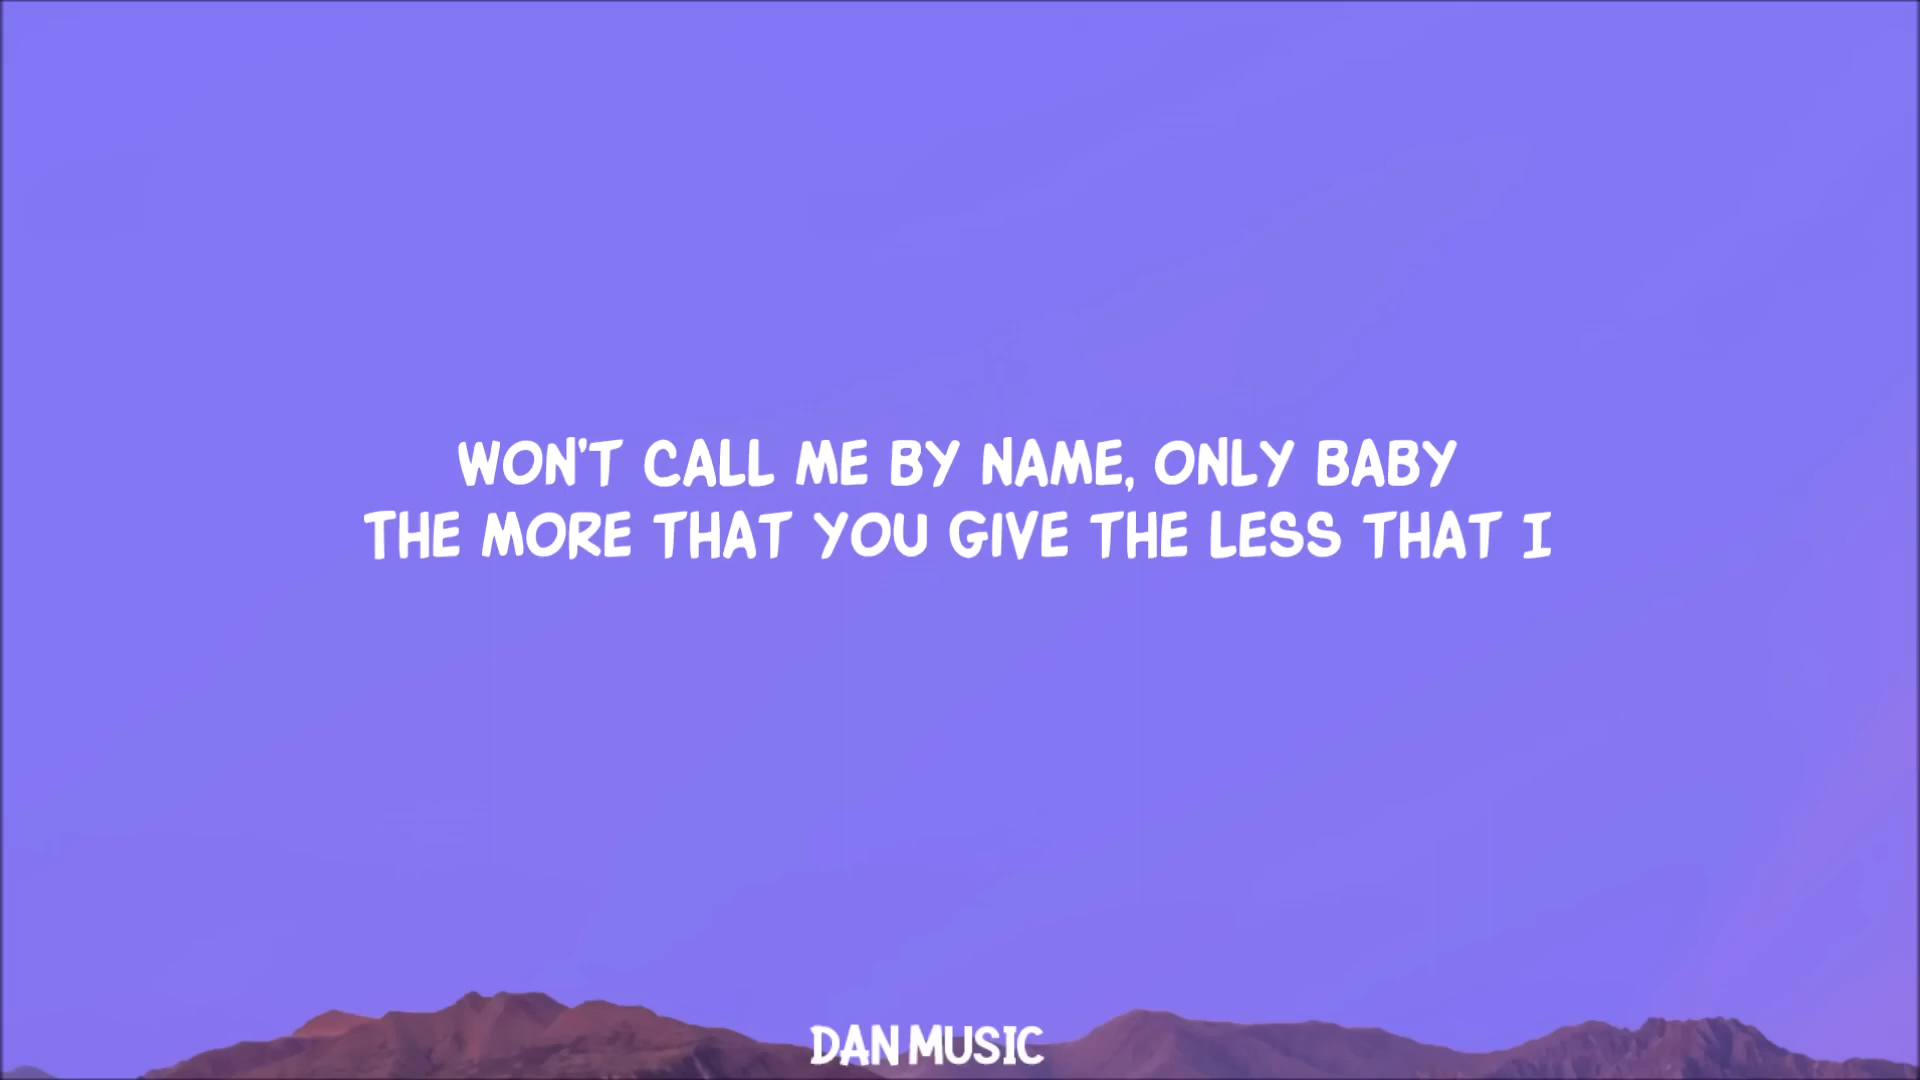 WON'T CALL ME BY NAME, ONLY BABY
THE MORE THAT YOU GIVE THE LESS THAT I
DAN MUSIC